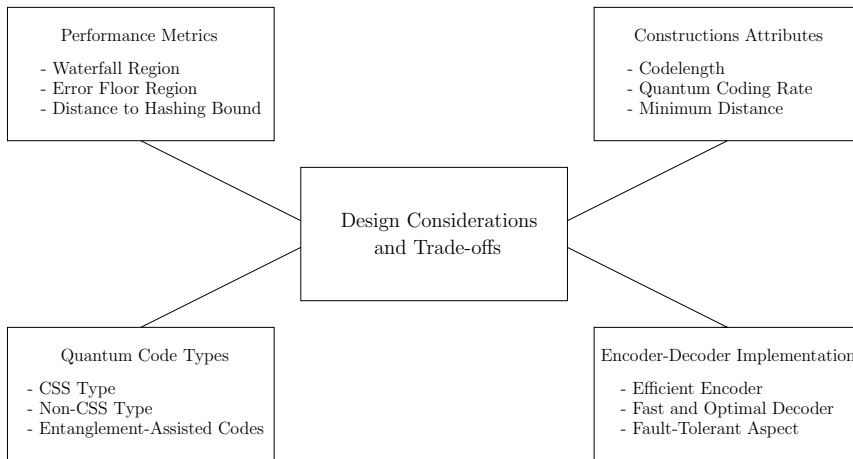 Performance Metrics
- Waterfall Region
- Error Floor Region
- Distance to Hashing Bound
Constructions Attributes
- Codelength
- Quantum Coding Rate
- Minimum Distance
Design Considerations
and Trade-offs
Quantum Code Types
- CSS Type
- Non-CSS Type
- Entanglement-Assisted Codes
Encoder-Decoder Implementation
- Efficient Encoder
- Fast and Optimal Decoder
- Fault-Tolerant Aspect